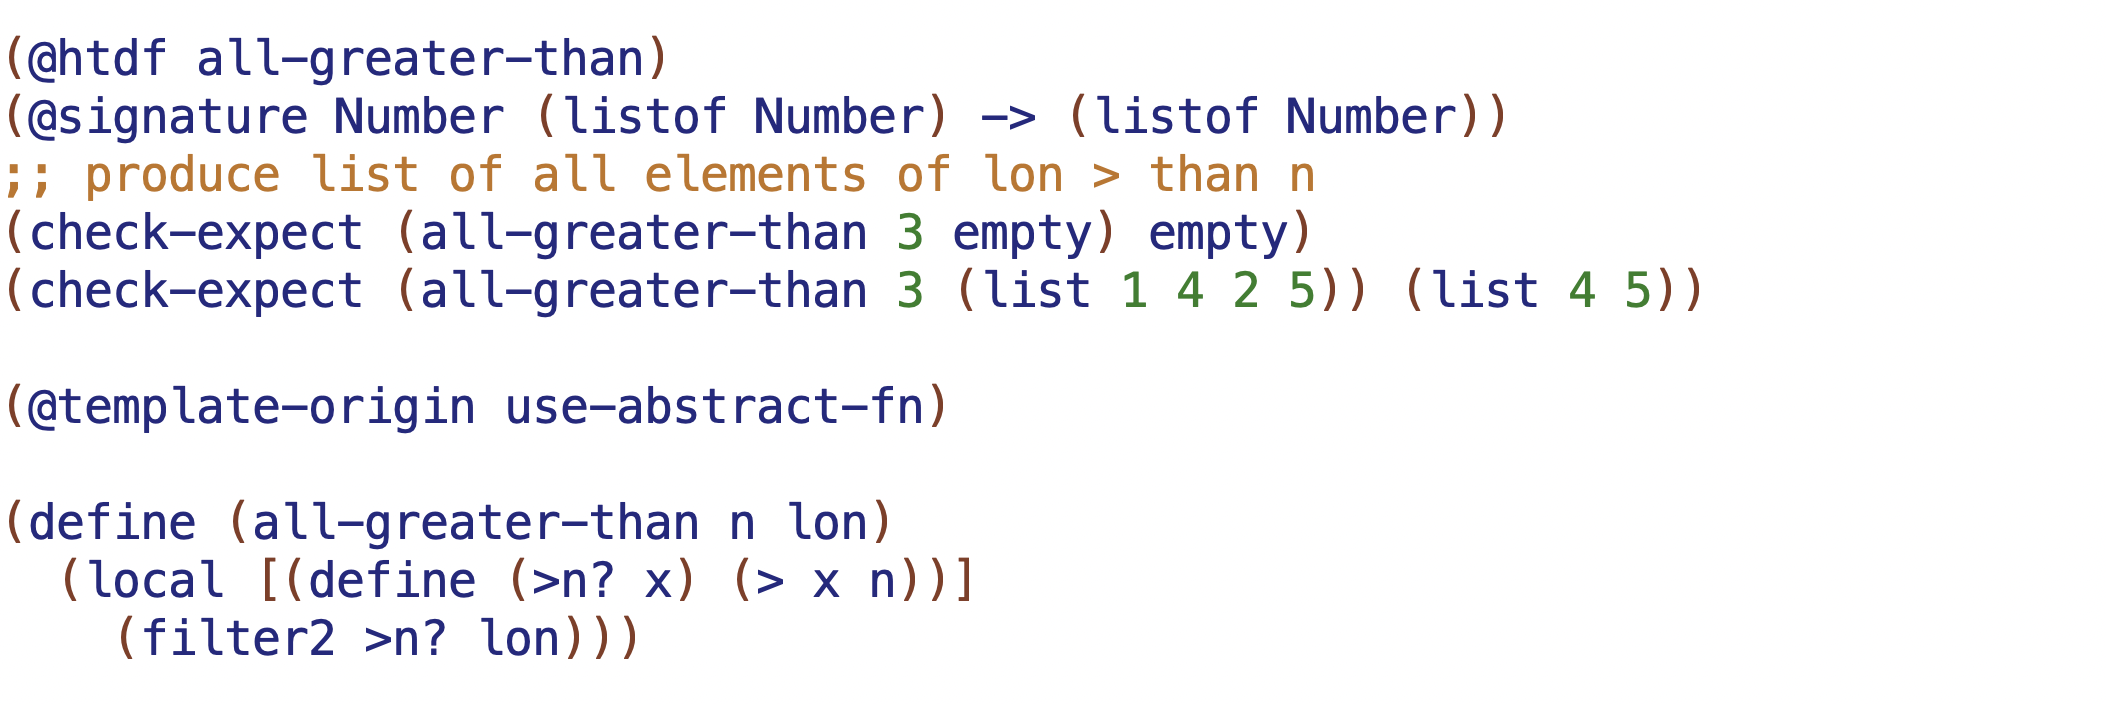 (@htdf all-greater-than)
(@signature Number (listof Number) -> (listof Number))
;; produce list of all elements of lon > than n
(check-expect (all-greater-than 3 empty) empty)
(check-expect (all-greater-than 3 (list 1 4 2 5)) (list 4 5))
(@template-origin use-abstract-fn)
(define (all-greater-than n lon)
(local [(define (>n? x) (> x n))]
(filter2 >n? lon)))